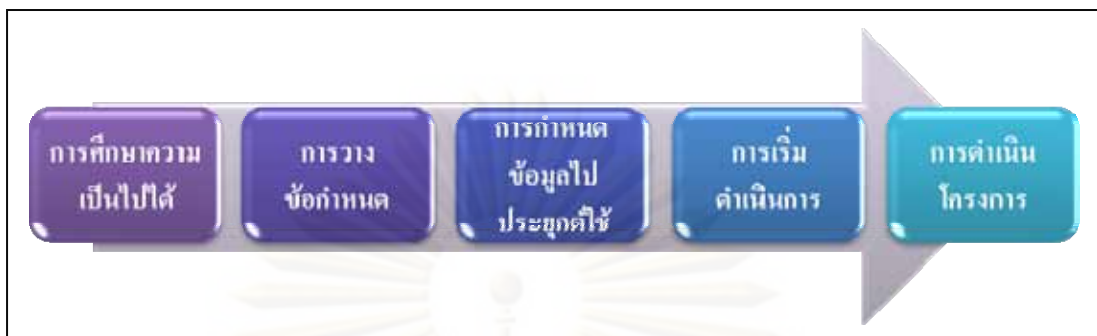 การศึกษาความ
เป็นไปได้
การวาง
ข้อกำหนด
การกำหนด
ข้อมูลไป
ประยุกต์ใช้
การเริ่ม
ดำเนินการ
การดำเนิน
โครงการ